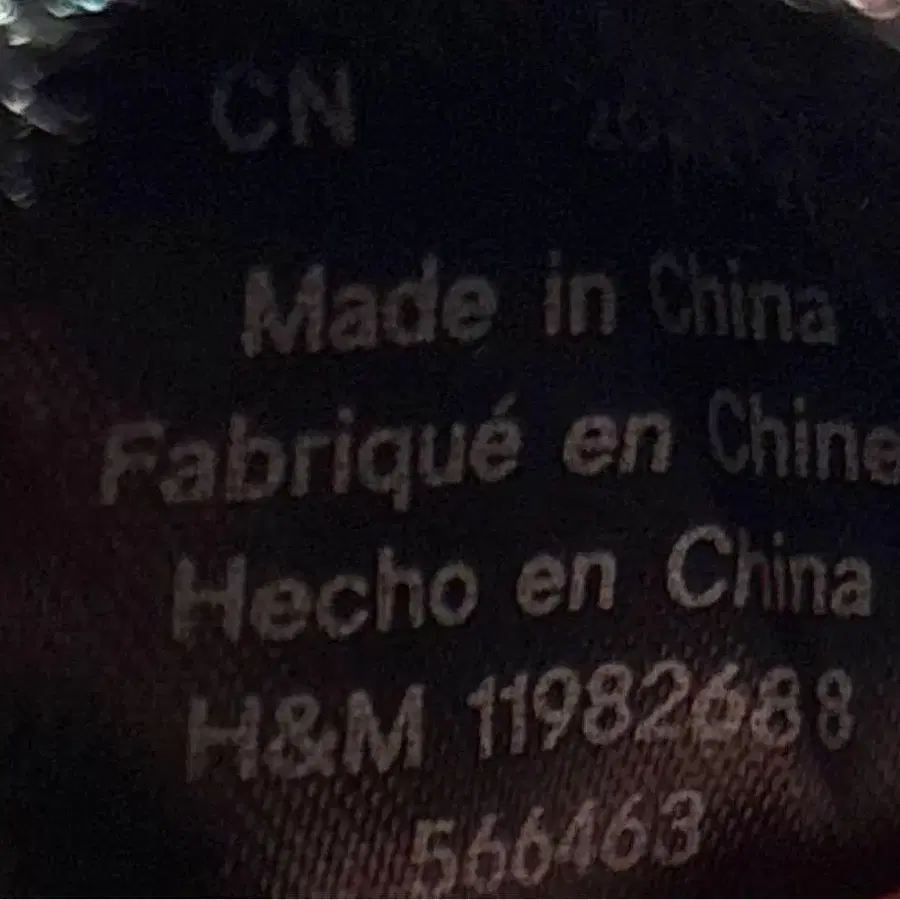 CN
Made in China
Fabriqué en Chine
Hecho en China
H&M 11982688
566463